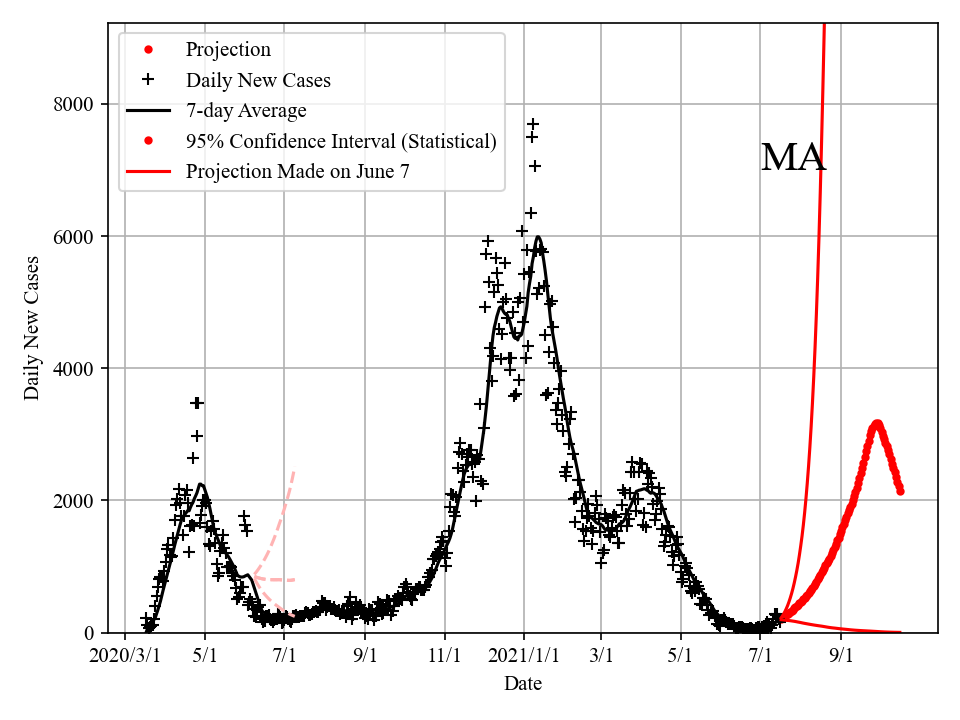 Projection
Daily New Cases
7-day Average
95% Confidence Interval (Statistical)
Projection Made on June 7
MA
8000
6000
4000
2000
0
Daily New Cases
2020/3/1 5/1 7/1 9/1 11/1 2021/1/1 3/1 5/1 7/1 9/1
Date